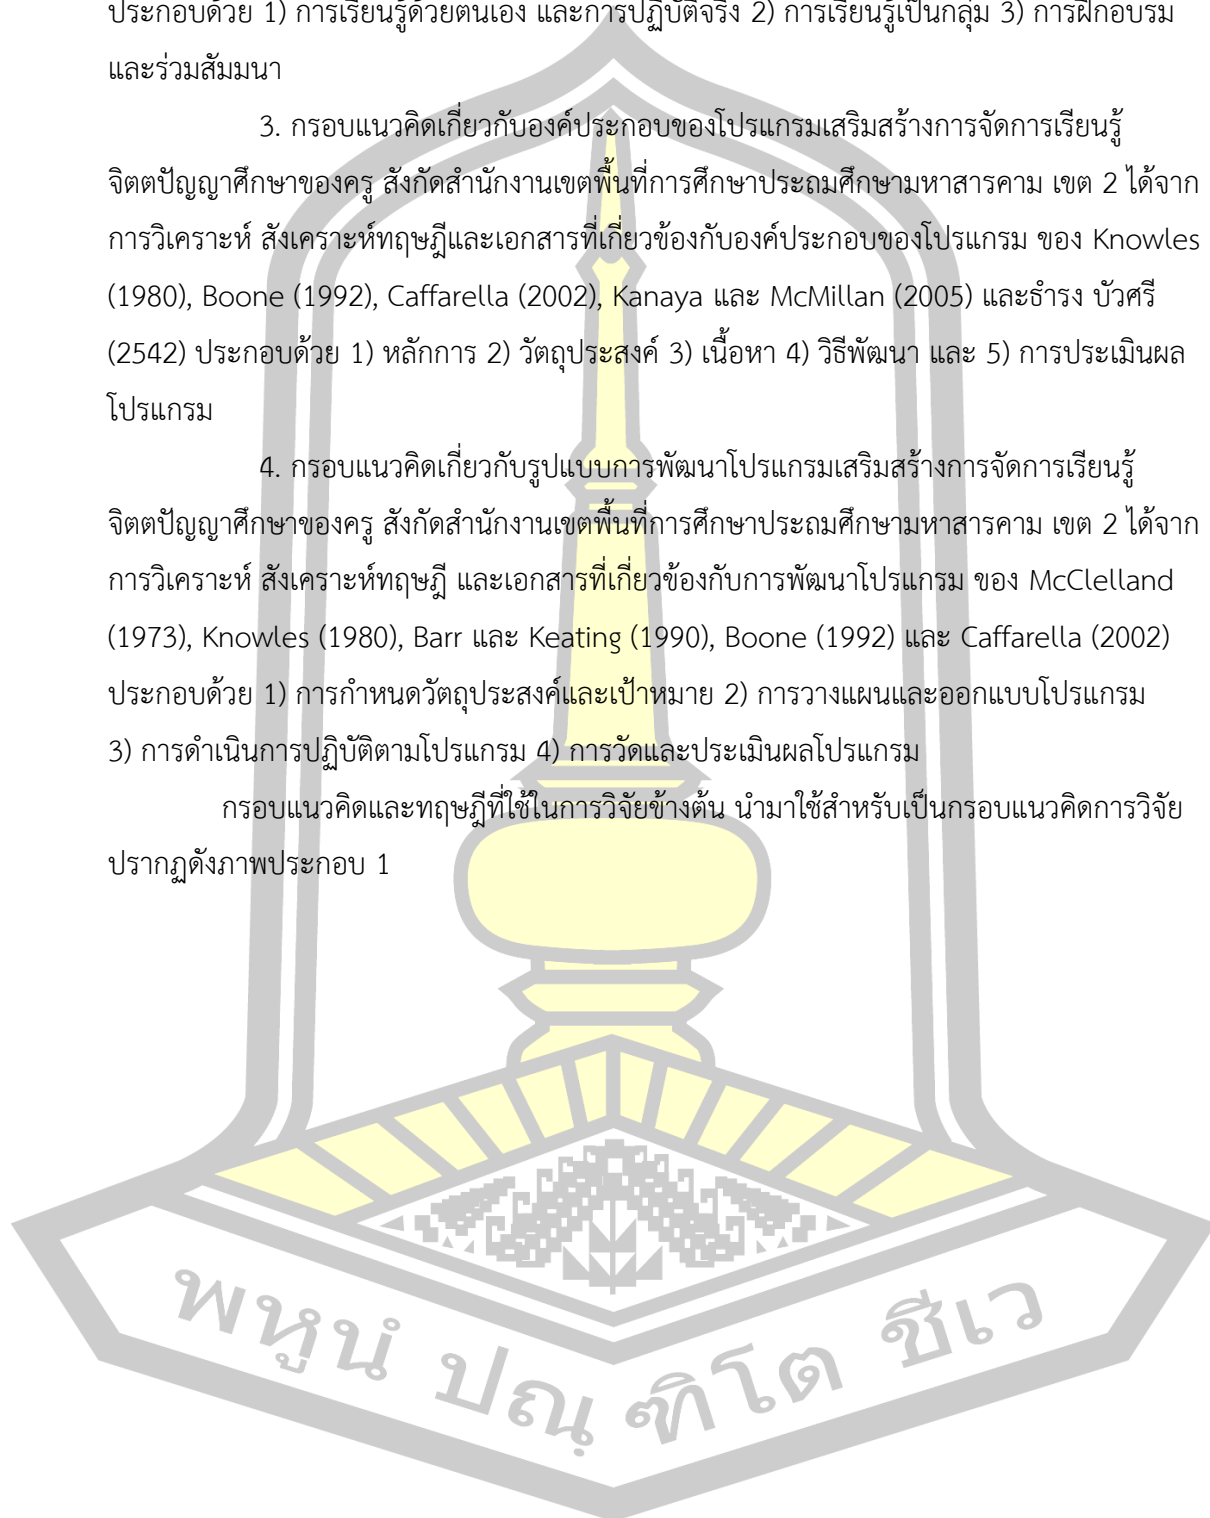 ประกอบด้วย 1) การเรียนรู้ด้วยตนเอง และการปฏิบัติจริง 2) การเรียนรู้เป็นกลุ่ม 3) การฝึกอบรม
และร่วมสัมมนา
3. กรอบแนวคิดเกี่ยวกับองค์ประกอบของโปรแกรมเสริมสร้างการจัดการเรียนรู้
จิตตปัญญาศึกษาของครู สังกัดสำนักงานเขตพื้นที่การศึกษาประถมศึกษามหาสารคาม เขต 2 ได้จาก
การวิเคราะห์ สังเคราะห์ทฤษฎีและเอกสารที่เกี่ยวข้องกับองค์ประกอบของโปรแกรม ของ Knowles
(1980), Boone (1992), Caffarella (2002), Kanaya และ McMillan (2005) และธำรง บัวศรี
(2542) ประกอบด้วย 1) หลักการ 2) วัตถุประสงค์ 3) เนื้อหา 4) วิธีพัฒนา และ 5) การประเมินผล
โปรแกรม
4. กรอบแนวคิดเกี่ยวกับรูปแบบการพัฒนาโปรแกรมเสริมสร้างการจัดการเรียนรู้
จิตตปัญญาศึกษาของครู สังกัดสำนักงานเขตพื้นที่การศึกษาประถมศึกษามหาสารคาม เขต 2 ได้จาก
การวิเคราะห์ สังเคราะห์ทฤษฎี และเอกสารที่เกี่ยวข้องกับการพัฒนาโปรแกรม ของ McClelland
(1973), Knowles (1980), Barr และ Keating (1990), Boone (1992) และ Caffarella (2002)
ประกอบด้วย 1) การกำหนดวัตถุประสงค์และเป้าหมาย 2) การวางแผนและออกแบบโปรแกรม
3) การดำเนินการปฏิบัติตามโปรแกรม 4) การวัดและประเมินผลโปรแกรม
กรอบแนวคิดและทฤษฎีที่ใช้ในการวิจัยข้างต้น นำมาใช้สำหรับเป็นกรอบแนวคิดการวิจัย
ปรากฏดังภาพประกอบ 1
พหูนํ ปณฺฑิโต ชีเว